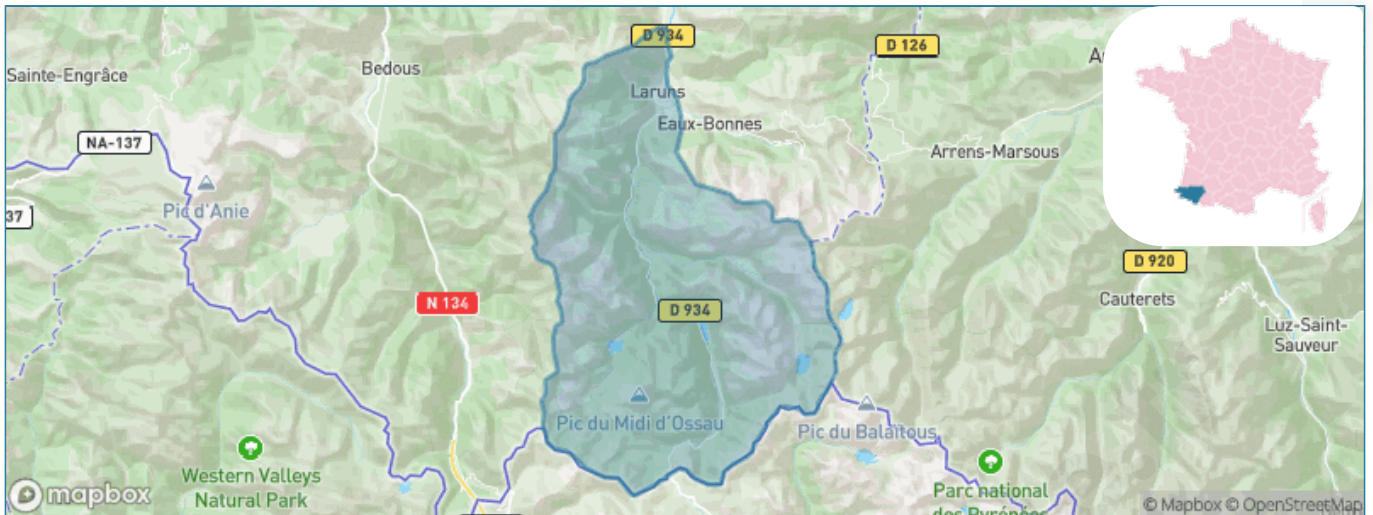 D 934
D 126
Sainte-Engrâce
Bedous
Laruns
Eaux-Bonnes
NA-137
Arrens-Marsous
Pic d'Anie
37
D 920
N 134
D 934
Cauterets
Luz-Saint-
Sauveur
Pic du Midi d'Ossau
Pic du Balaïtous
Western Valleys
Natural Park
Parc national
des Pyrénées
mapbox
© Mapbox © OpenStreetMap